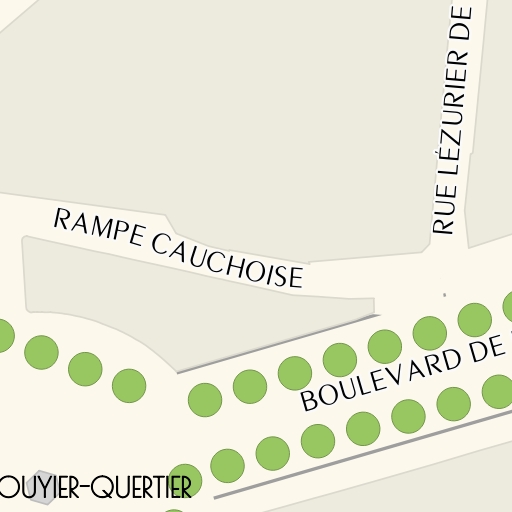 RUE LÉZURIER DE
RAMPE CAUCHOISE
BOULEVARD DE
OUYIER-QUERTIER